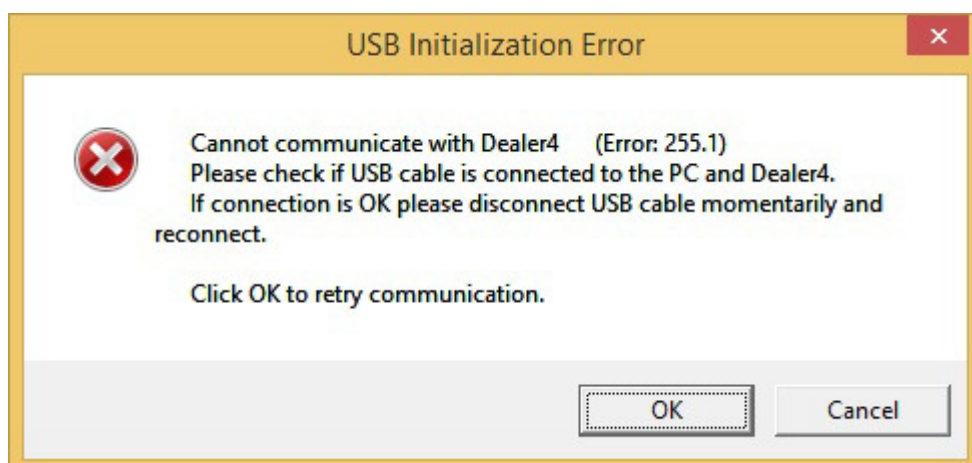 USB Initialization Error
Cannot communicate with Dealer4 (Error: 255.1)
Please check if USB cable is connected to the PC and Dealer4.
If connection is OK please disconnect USB cable momentarily and
reconnect.
Click OK to retry communication.
OK
Cancel